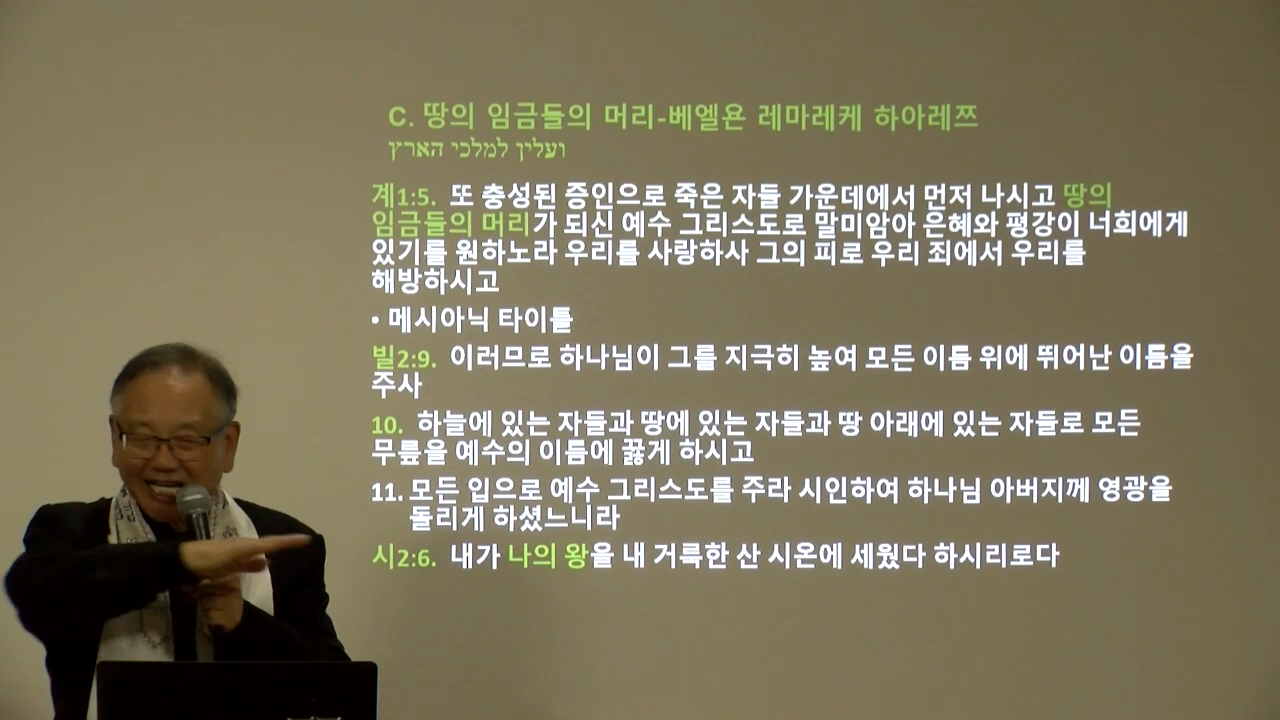 C. 땅의 임금들의 머리-베엘욘 레마레케 하아레쯔
ועלין למלכי הארץ
계1:5. 또 충성된 증인으로 죽은 자들 가운데에서 먼저 나시고 땅의
임금들의 머리가 되신 예수 그리스도로 말미암아 은혜와 평강이 너희에게
있기를 원하노라 우리를 사랑하사 그의 피로 우리 죄에서 우리를
해방하시고
• 메시아닉 타이틀
빌2:9. 이러므로 하나님이 그를 지극히 높여 모든 이름 위에 뛰어난 이름을
주사
10. 하늘에 있는 자들과 땅에 있는 자들과 땅 아래에 있는 자들로 모든
무릎을 예수의 이름에 꿇게 하시고
11. 모든 입으로 예수 그리스도를 주라 시인하여 하나님 아버지께 영광을
돌리게 하셨느니라
시2:6. 내가 나의 왕을 내 거룩한 산 시온에 세웠다 하시리로다